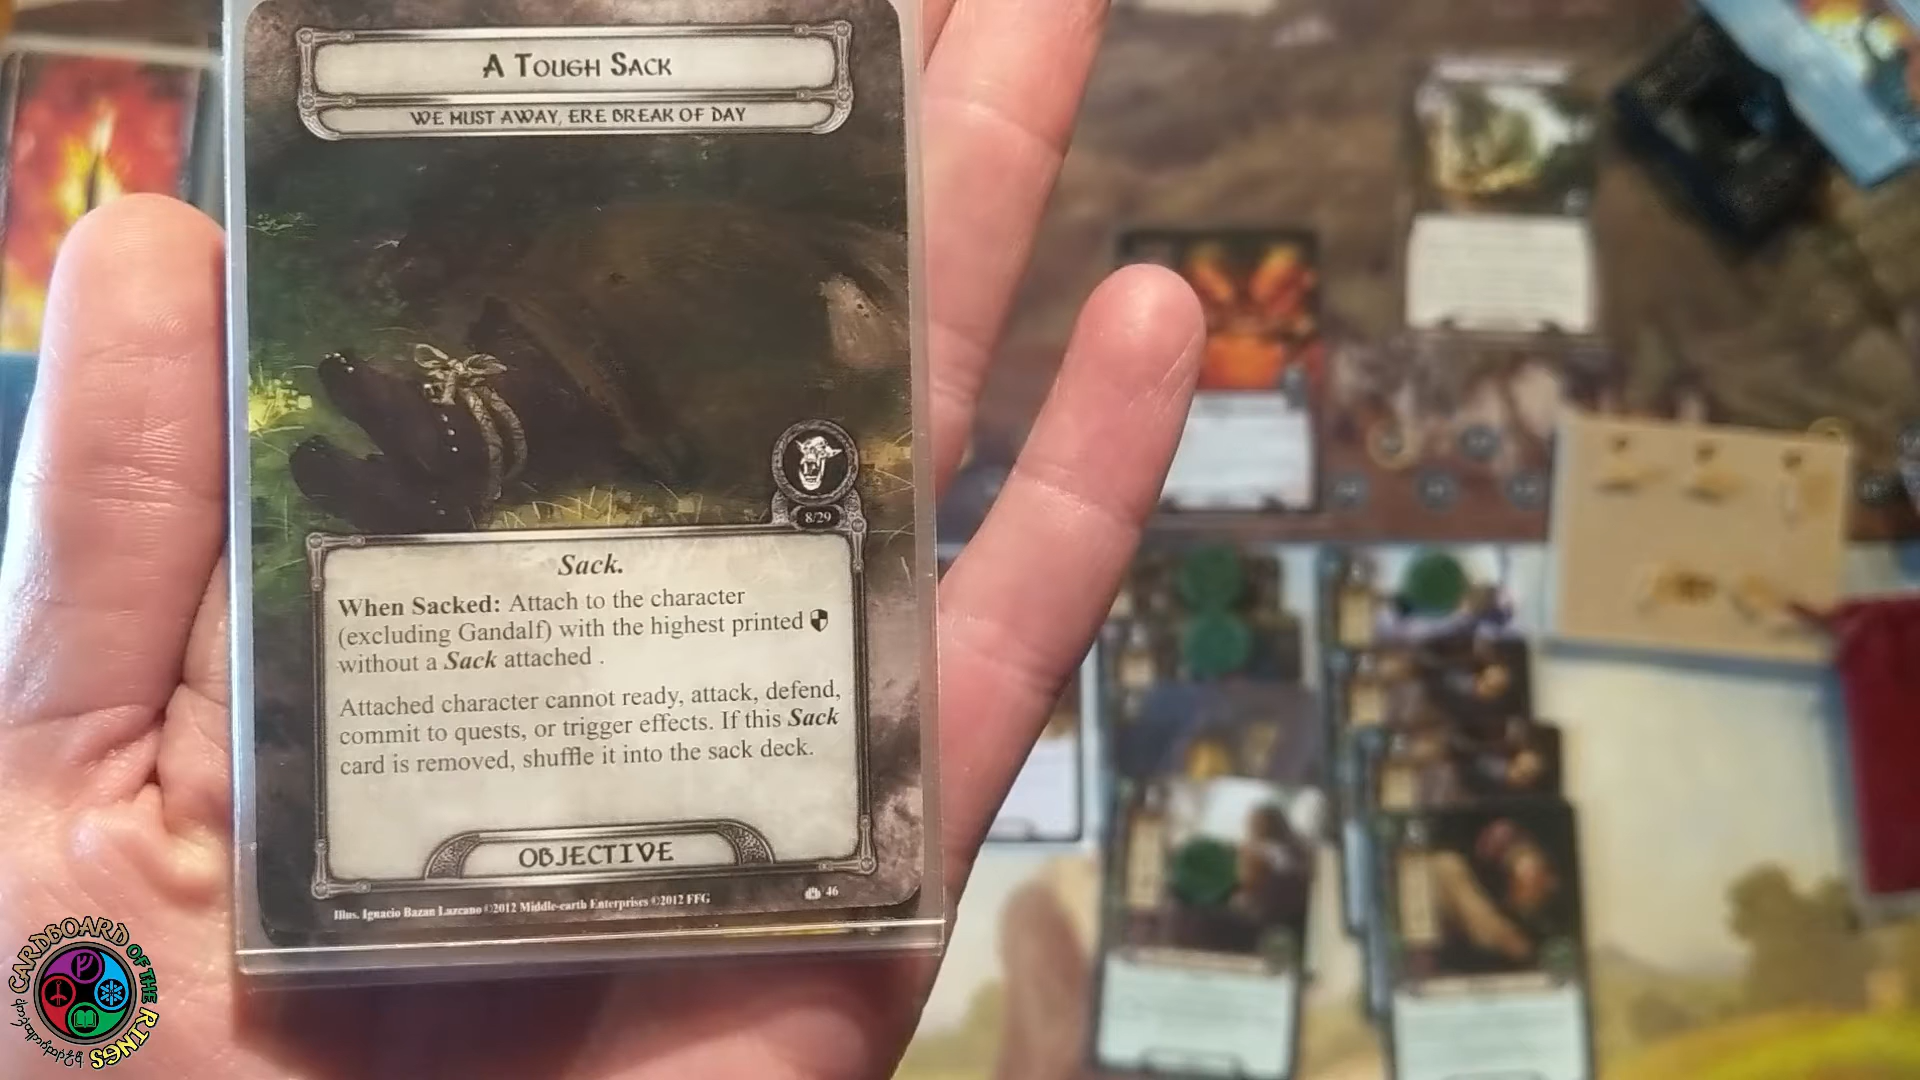 A TOUGH SACK
WE MUST AWAY, ERE BREAK OF DAY
8/29
Sack.
When Sacked: Attach to the character
(excluding Gandalf) with the highest printed
without a Sack attached .
Attached character cannot ready, attack, defend,
commit to quests, or trigger effects. If this Sack
card is removed, shuffle it into the sack deck.
OBJECTIVE
Illus. Ignacio Bazan Lazcano ©2012 Middle-earth Enterprises ©2012 FFG
46
CARDBOARD OF THE RINGS